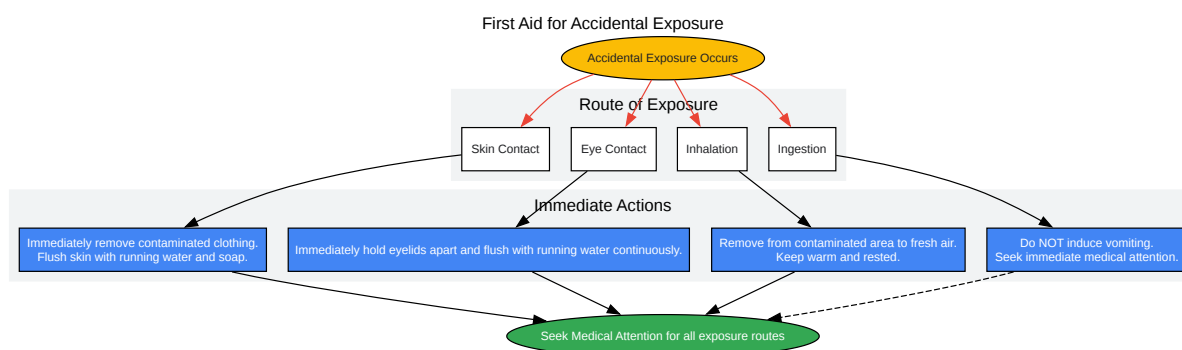 First Aid for Accidental Exposure
Accidental Exposure Occurs
Route of Exposure
Skin Contact
Eye Contact
Inhalation
Ingestion
Immediate Actions
Immediately remove contaminated clothing.
Flush skin with running water and soap.
Immediately hold eyelids apart and flush with running water continuously.
Remove from contaminated area to fresh air.
Keep warm and rested.
Do NOT induce vomiting.
Seek immediate medical attention.
Seek Medical Attention for all exposure routes